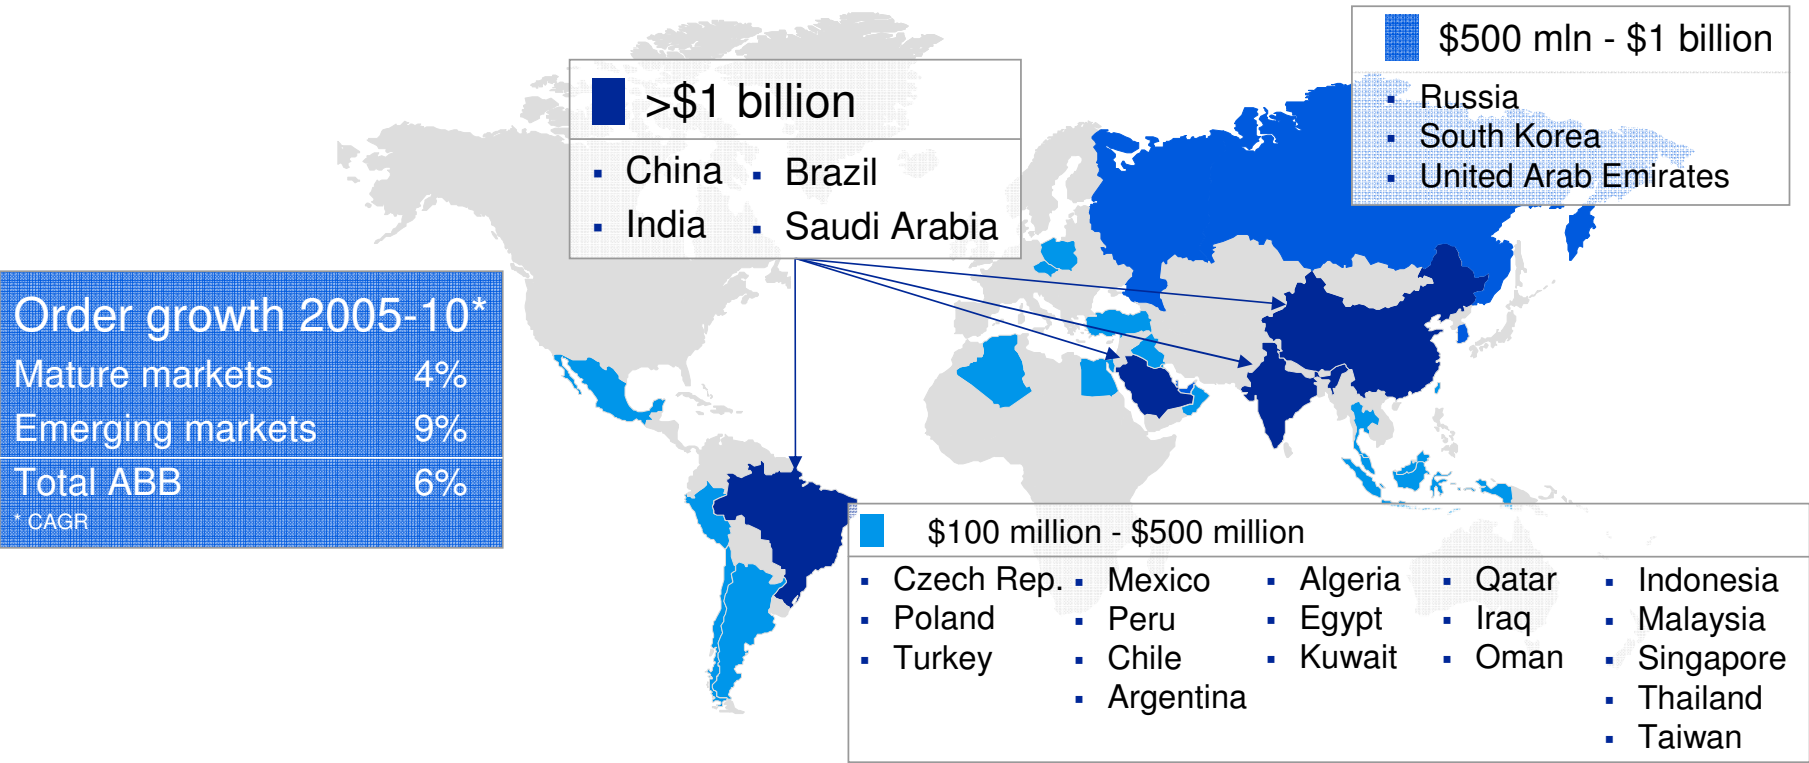 $500 mln - $1 billion
▪ Russia
▪ South Korea
▪ United Arab Emirates
>$1 billion
▪ China ▪ Brazil
▪ India ▪ Saudi Arabia
Order growth 2005-10*
Mature markets 4%
Emerging markets 9%
Total ABB 6%
* CAGR
$100 million - $500 million
▪ Czech Rep. ▪ Mexico ▪ Algeria ▪ Qatar ▪ Indonesia
▪ Poland ▪ Peru ▪ Egypt ▪ Iraq ▪ Malaysia
▪ Turkey ▪ Chile ▪ Kuwait ▪ Oman ▪ Singapore
▪ Argentina ▪ Thailand
▪ Taiwan